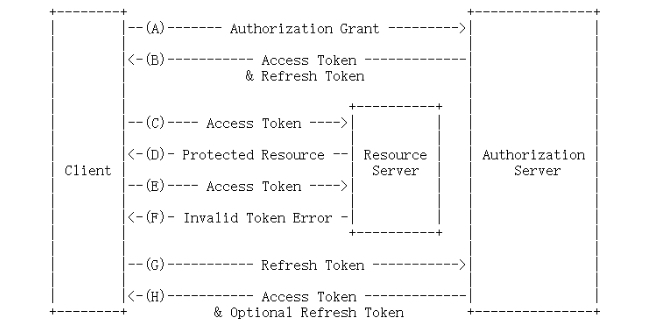 (A) Authorization Grant
(B) Access Token
& Refresh Token
(C) Access Token
(D) Protected Resource
Resource
Authorization
Client
Server
Server
(E) Access Token
(F) Invalid Token Error
(G) Refresh Token
(H) Access Token
& Optional Refresh Token